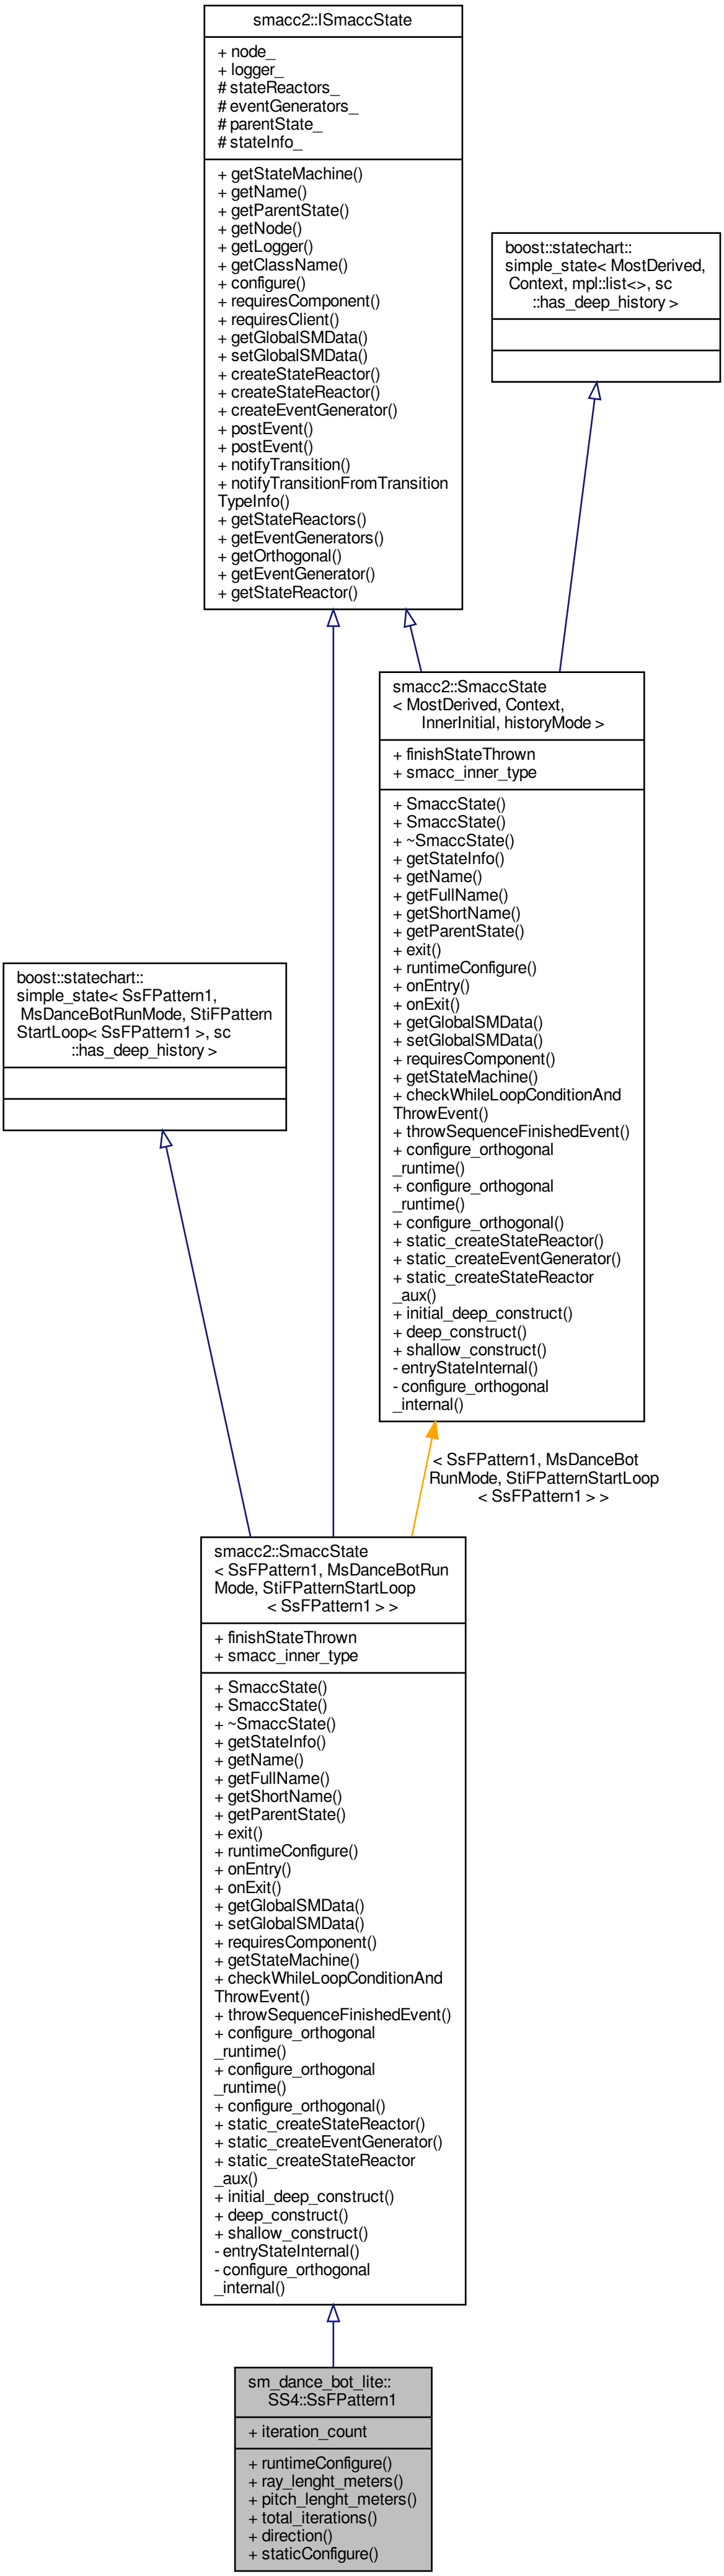 smacc2::ISmaccState
+ node_
+ logger_
# stateReactors_
# eventGenerators_
# parentState_
# stateInfo_
+ getStateMachine()
+ getName()
+ getParentState()
+ getNode()
+ getLogger()
+ getClassName()
+ configure()
+ requiresComponent()
+ requiresClient()
+ getGlobalSMData()
+ setGlobalSMData()
+ createStateReactor()
+ createStateReactor()
+ createEventGenerator()
+ postEvent()
+ postEvent()
+ notifyTransition()
+ notifyTransitionFromTransition
TypeInfo()
+ getStateReactors()
+ getEventGenerators()
+ getOrthogonal()
+ getEventGenerator()
+ getStateReactor()
boost::statechart::
simple_state< MostDerived,
Context, mpl::list<>, sc
::has_deep_history >
smacc2::SmaccState
< MostDerived, Context,
InnerInitial, historyMode >
+ finishStateThrown
+ smacc_inner_type
+ SmaccState()
+ SmaccState()
+ ~SmaccState()
+ getStateInfo()
+ getName()
+ getFullName()
+ getShortName()
+ getParentState()
+ exit()
+ runtimeConfigure()
+ onEntry()
+ onExit()
+ getGlobalSMData()
+ setGlobalSMData()
+ requiresComponent()
+ getStateMachine()
+ checkWhileLoopConditionAnd
ThrowEvent()
+ throwSequenceFinishedEvent()
+ configure_orthogonal
_runtime()
+ configure_orthogonal
_runtime()
+ configure_orthogonal()
+ static_createStateReactor()
+ static_createEventGenerator()
+ static_createStateReactor
_aux()
+ initial_deep_construct()
+ deep_construct()
+ shallow_construct()
- entryStateInternal()
- configure_orthogonal
_internal()
boost::statechart::
simple_state< SsFPattern1,
MsDanceBotRunMode, StiFPattern
StartLoop< SsFPattern1 >, sc
::has_deep_history >
< SsFPattern1, MsDanceBot
RunMode, StiFPatternStartLoop
< SsFPattern1 > >
smacc2::SmaccState
< SsFPattern1, MsDanceBotRun
Mode, StiFPatternStartLoop
< SsFPattern1 > >
+ finishStateThrown
+ smacc_inner_type
+ SmaccState()
+ SmaccState()
+ ~SmaccState()
+ getStateInfo()
+ getName()
+ getFullName()
+ getShortName()
+ getParentState()
+ exit()
+ runtimeConfigure()
+ onEntry()
+ onExit()
+ getGlobalSMData()
+ setGlobalSMData()
+ requiresComponent()
+ getStateMachine()
+ checkWhileLoopConditionAnd
ThrowEvent()
+ throwSequenceFinishedEvent()
+ configure_orthogonal
_runtime()
+ configure_orthogonal
_runtime()
+ configure_orthogonal()
+ static_createStateReactor()
+ static_createEventGenerator()
+ static_createStateReactor
_aux()
+ initial_deep_construct()
+ deep_construct()
+ shallow_construct()
- entryStateInternal()
- configure_orthogonal
_internal()
sm_dance_bot_lite::
SS4::SsFPattern1
+ iteration_count
+ runtimeConfigure()
+ ray_lenght_meters()
+ pitch_lenght_meters()
+ total_iterations()
+ direction()
+ staticConfigure()